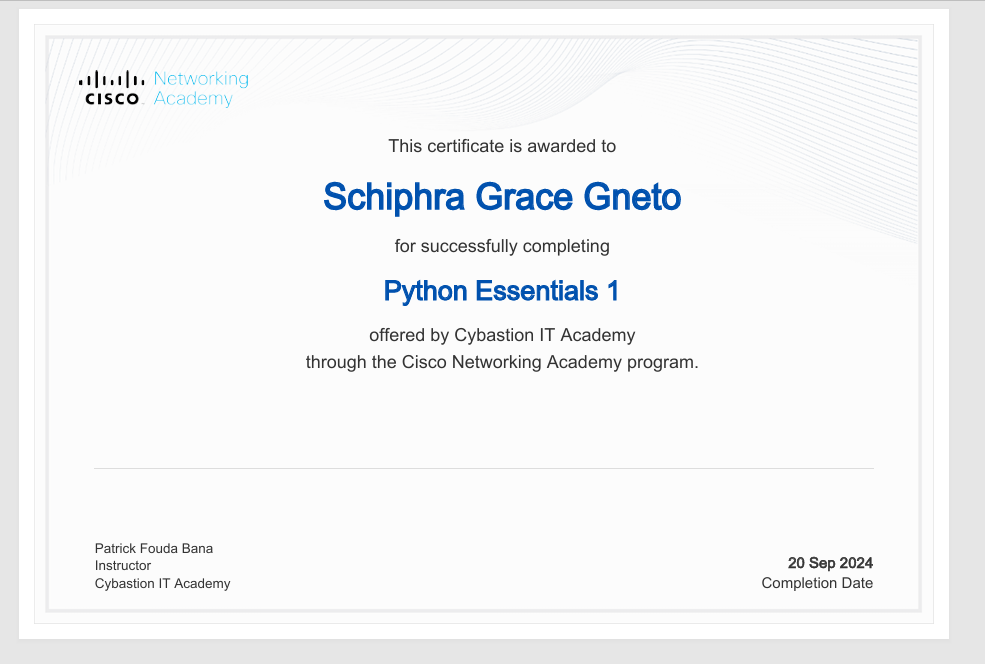 CISCO
Networking
Academy
This certificate is awarded to
Schiphra Grace Gneto
for successfully completing
Python Essentials 1
offered by Cybastion IT Academy
through the Cisco Networking Academy program.
Patrick Fouda Bana
Instructor
Cybastion IT Academy
20 Sep 2024
Completion Date